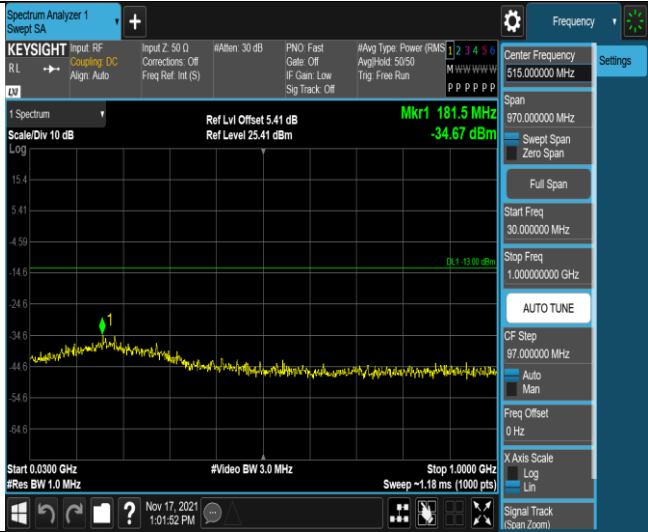 Spectrum Analyzer 1
Swept SA
Frequency
KEYSIGHT
RL
LXI
Input: RF
Coupling: DC
Align: Auto
Input Z: 50 Ω
Corrections: Off
Freq Ref: Int (S)
#Atten: 30 dB
PNO: Fast
Gate: Off
IF Gain: Low
Sig Track: Off
#Avg Type: Power (RMS
Avg|Hold: 50/50
Trig: Free Run
1 2 3 4 5 6
M W W W W W
P P P P P P
Center Frequency
515.000000 MHz
Settings
1 Spectrum
Scale/Div 10 dB
Log
Ref Lvl Offset 5.41 dB
Ref Level 25.41 dBm
Mkr1 181.5 MHz
-34.67 dBm
Span
970.000000 MHz
Swept Span
Zero Span
Full Span
Start Freq
30.000000 MHz
Stop Freq
1.000000000 GHz
AUTO TUNE
CF Step
97.000000 MHz
Auto
Man
Freq Offset
0 Hz
X Axis Scale
Log
Lin
Signal Track
(Span Zoom)
15.4
5.41
-4.59
DL1 -13.00 dBm
-14.6
-24.6
1
-34.6
-44.6
-54.6
-64.6
Start 0.0300 GHz
#Video BW 3.0 MHz
Stop 1.0000 GHz
#Res BW 1.0 MHz
Sweep ~1.18 ms (1000 pts)
?
Nov 17, 2021
1:01:52 PM